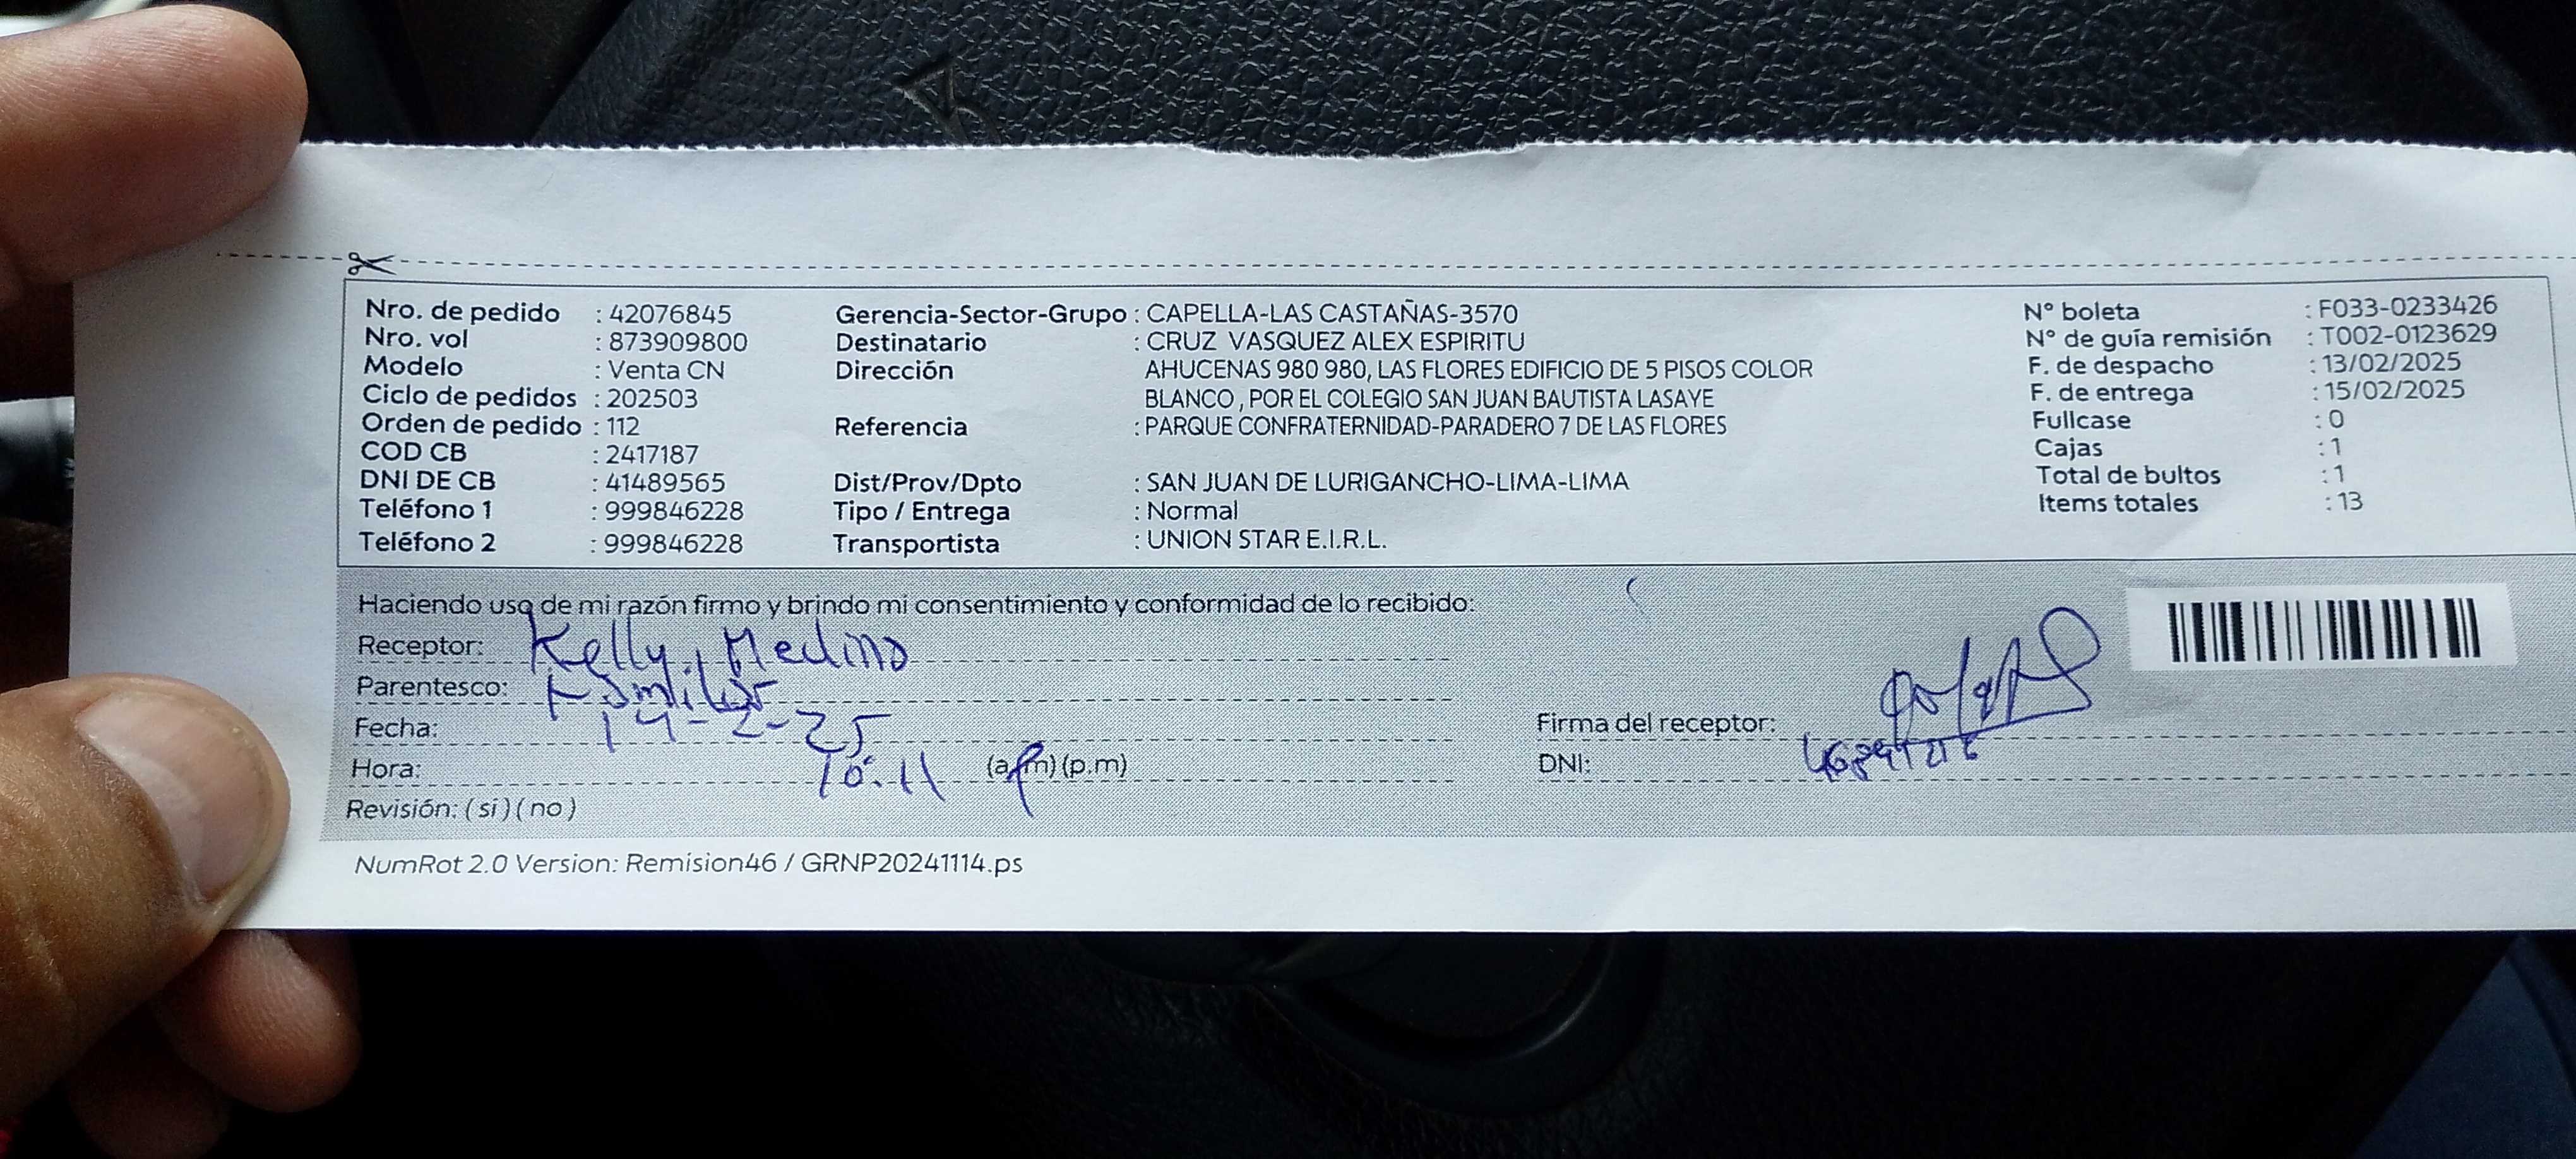 Nro. de pedido : 42076845 Gerencia-Sector-Grupo : CAPELLA-LAS CASTAÑAS-3570 N° boleta : F033-0233426
Nro. vol : 873909800 Destinatario : CRUZ VASQUEZ ALEX ESPIRITU N° de guía remisión : T002-0123629
Modelo : Venta CN Dirección AHUCENAS 980 980, LAS FLORES EDIFICIO DE 5 PISOS COLOR F. de despacho : 13/02/2025
Ciclo de pedidos : 202503 BLANCO , POR EL COLEGIO SAN JUAN BAUTISTA LASAYE F. de entrega : 15/02/2025
Orden de pedido : 112 Referencia : PARQUE CONFRATERNIDAD-PARADERO 7 DE LAS FLORES Fullcase : 0
COD CB : 2417187 Cajas : 1
DNI DE CB : 41489565 Dist/Prov/Dpto : SAN JUAN DE LURIGANCHO-LIMA-LIMA Total de bultos : 1
Teléfono 1 : 999846228 Tipo / Entrega : Normal Items totales : 13
Teléfono 2 : 999846228 Transportista : UNION STAR E.I.R.L.
Haciendo uso de mi razón firmo y brindo mi consentimiento y conformidad de lo recibido:
Receptor: Kelly Medina
Parentesco: Familiar
Fecha: 14-2-25 Firma del receptor:
Hora: 10:11 (a.m) (p.m) DNI:
Revisión: ( si ) ( no )
NumRot 2.0 Version: Remision46 / GRNP20241114.ps